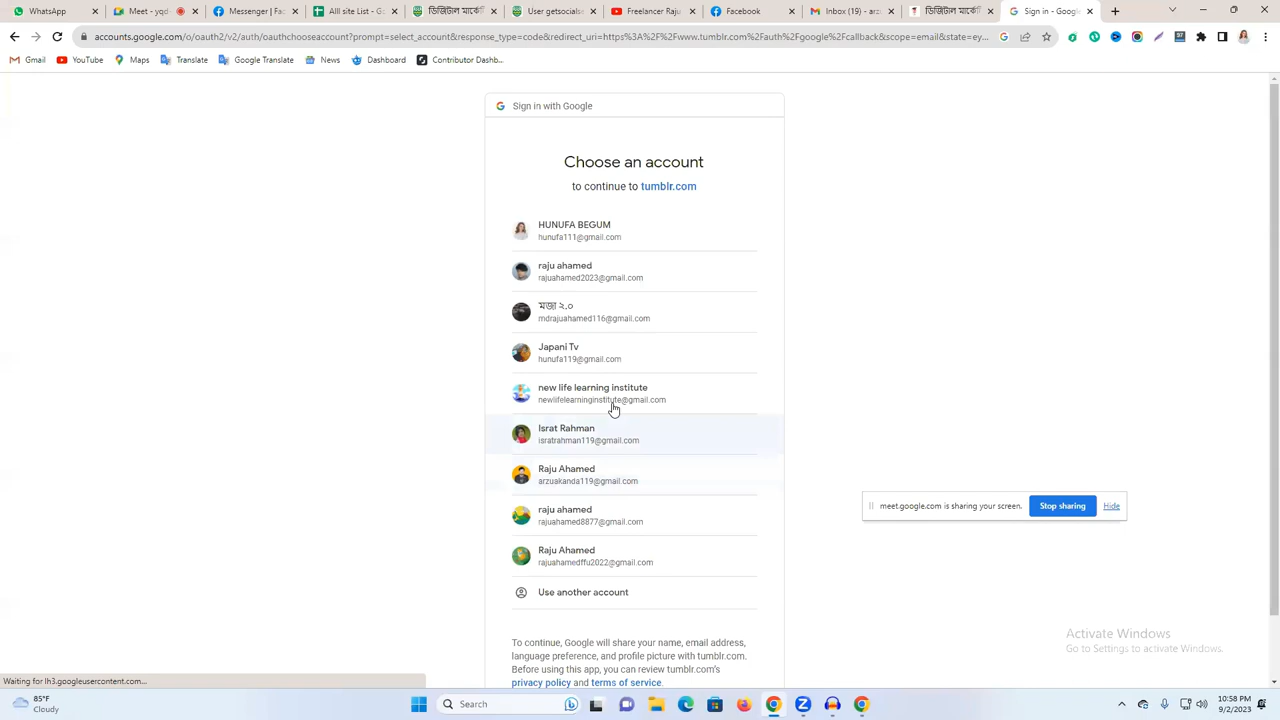 WhatsApp
Meet - yqd
Messenger | Fa
All site List - G
ডিজিটাল মার্কে
User getsocials
Freelancer Raju
Facebook
Inbox (19) - arz
ডিজিটাল মার্কে
Sign in - Googl
accounts.google.com/o/oauth2/v2/auth/oauthchooseaccount?prompt=select_account&response_type=code&redirect_uri=https%3A%2F%2Fwww.tumblr.com%2Fauth%2Fgoogle%2Fcallback&scope=email&state=ey...
Gmail
YouTube
Maps
Translate
Google Translate
News
Dashboard
Contributor Dashb...
Sign in with Google
Choose an account
to continue to tumblr.com
HUNUFA BEGUM
hunufa111@gmail.com
raju ahamed
rajuahamed2023@gmail.com
মজা ২.০
mdrajuahamed116@gmail.com
Japani Tv
hunufa119@gmail.com
new life learning institute
newlifelearninginstitute@gmail.com
Israt Rahman
isratrahman119@gmail.com
Raju Ahamed
arzuakanda119@gmail.com
raju ahamed
rajuahamed8877@gmail.com
Raju Ahamed
rajuahamedffu2022@gmail.com
Use another account
To continue, Google will share your name, email address,
language preference, and profile picture with tumblr.com.
Before using this app, you can review tumblr.com's
privacy policy and terms of service.
meet.google.com is sharing your screen.
Stop sharing
Hide
Activate Windows
Go to Settings to activate Windows.
Waiting for lh3.googleusercontent.com...
85°F
Cloudy
Search
10:58 PM
9/2/2023